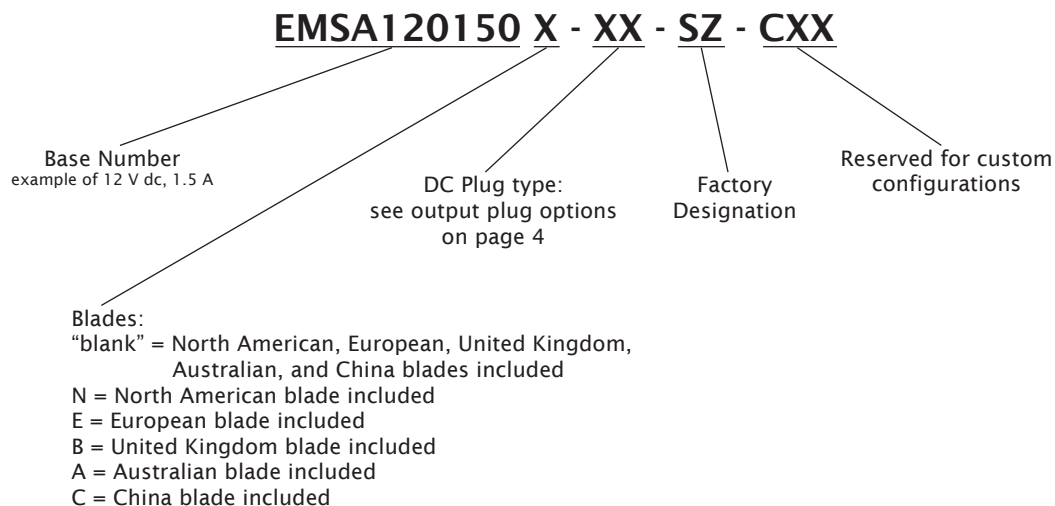 EMSA120150 X - XX - SZ - CXX
Base Number
example of 12 V dc, 1.5 A
DC Plug type:
see output plug options
on page 4
Factory
Designation
Reserved for custom
configurations
Blades:
“blank” = North American, European, United Kingdom,
Australian, and China blades included
N = North American blade included
E = European blade included
B = United Kingdom blade included
A = Australian blade included
C = China blade included